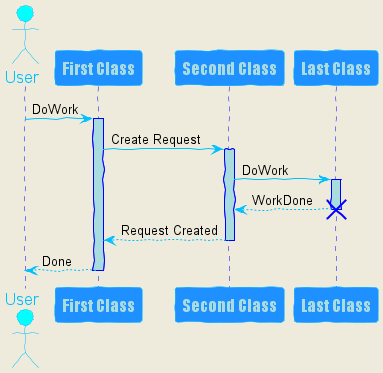 User
First Class
Second Class
Last Class
DoWork
Create Request
DoWork
WorkDone
Request Created
Done
User
First Class
Second Class
Last Class